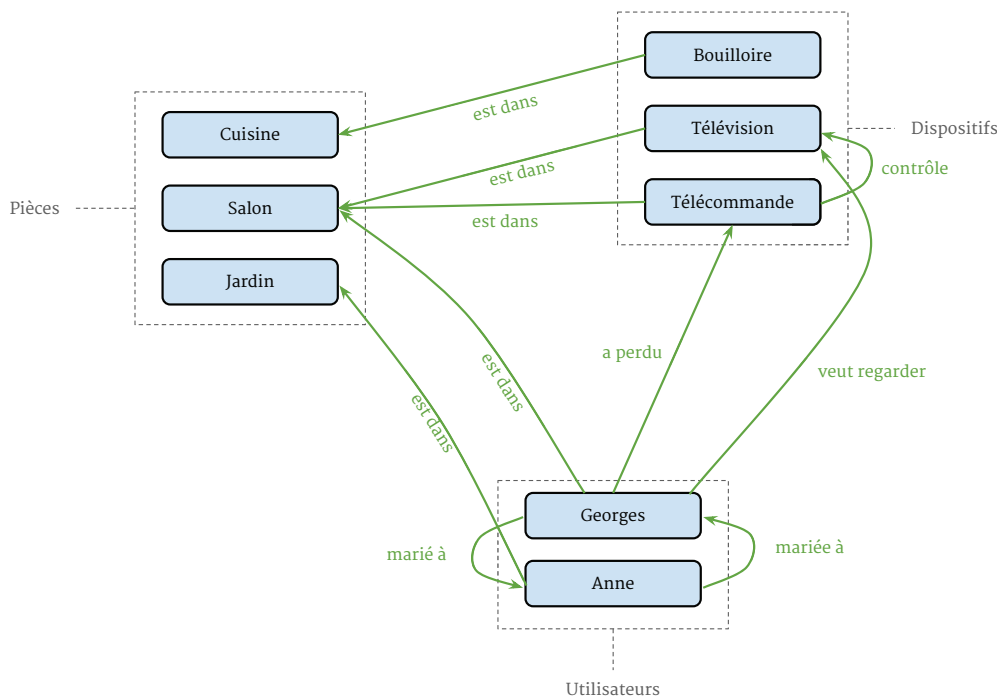 Bouilloire
est dans
Cuisine
Télévision
Dispositifs
est dans
contrôle
Pièces
Salon
Télécommande
est dans
Jardin
a perdu
est dans
veut regarder
est dans
Georges
marié à
mariée à
Anne
Utilisateurs